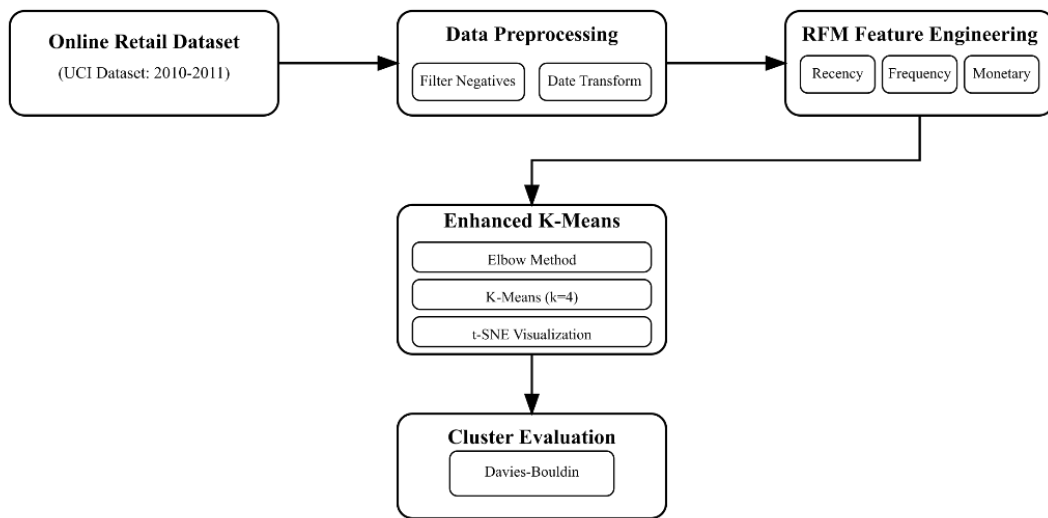 Online Retail Dataset
(UCI Dataset: 2010-2011)
Data Preprocessing
Filter Negatives
Date Transform
RFM Feature Engineering
Recency
Frequency
Monetary
Enhanced K-Means
Elbow Method
K-Means (k=4)
t-SNE Visualization
Cluster Evaluation
Davies-Bouldin